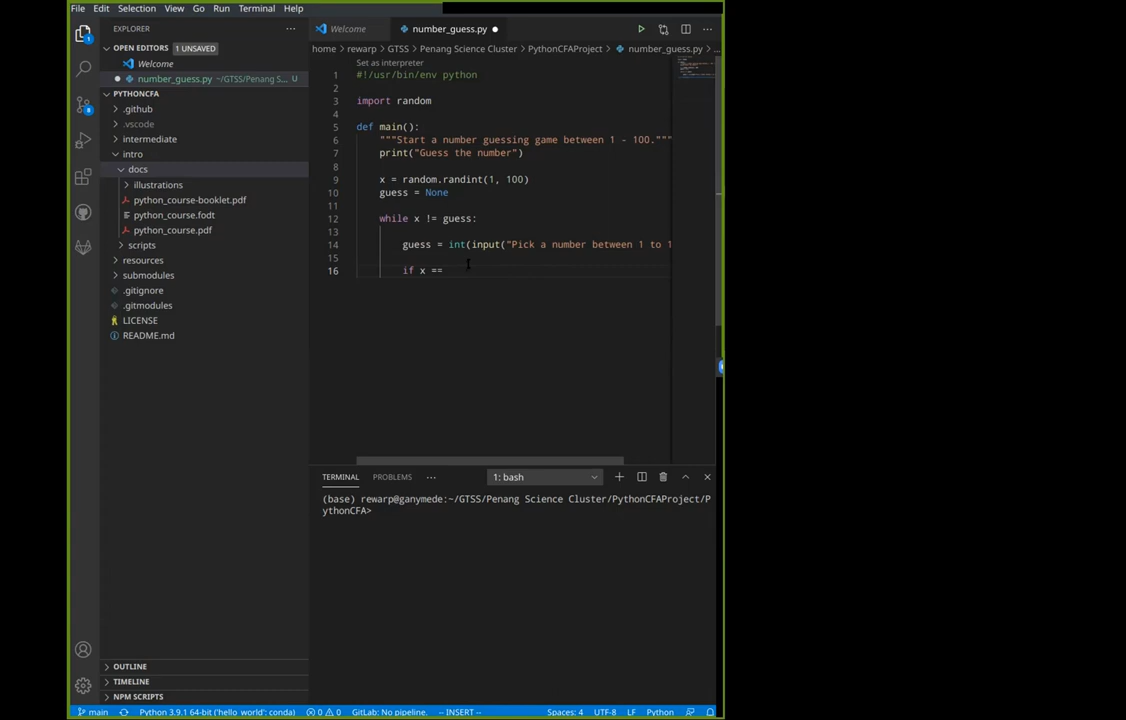 File Edit Selection View Go Run Terminal Help
EXPLORER
OPEN EDITORS 1 UNSAVED
Welcome
number_guess.py ~/GTSS/Penang S... U
PYTHONCFA
.github
.vscode
intermediate
intro
docs
illustrations
python_course-booklet.pdf
python_course.fodt
python_course.pdf
scripts
resources
submodules
.gitignore
.gitmodules
LICENSE
README.md
OUTLINE
TIMELINE
NPM SCRIPTS
1
8
Welcome number_guess.py
home > rewarp > GTSS > Penang Science Cluster > PythonCFAProject > number_guess.py > ...
Set as interpreter
1 #!/usr/bin/env python
2
3 import random
4
5 def main():
6 """Start a number guessing game between 1 - 100."""
7 print("Guess the number")
8
9 x = random.randint(1, 100)
10 guess = None
11
12 while x != guess:
13
14 guess = int(input("Pick a number between 1 to 1
15
16 if x ==
TERMINAL PROBLEMS ... 1: bash
(base) rewarp@ganymede:~/GTSS/Penang Science Cluster/PythonCFAProject/P
ythonCFA>
main Python 3.9.1 64-bit ('hello_world': conda) 0 0 GitLab: No pipeline. -- INSERT -- Spaces: 4 UTF-8 LF Python